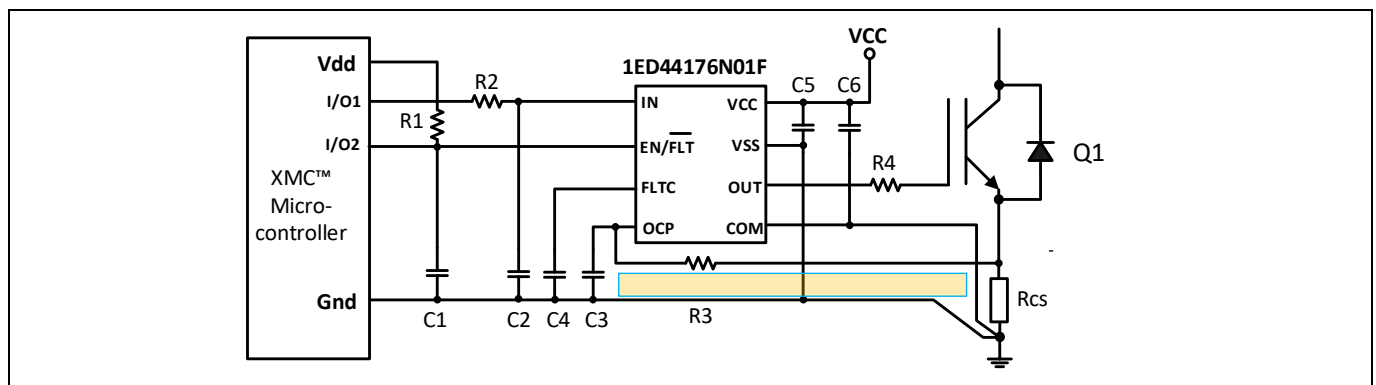 VCC
1ED44176N01F
Vdd
R2
C5
C6
I/O1
IN
VCC
R1
I/O2
EN/FLT
VSS
Q1
XMC™
Micro-
controller
FLTC
OUT
R4
OCP
COM
-
Gnd
Rcs
C1
C2
C4
C3
R3